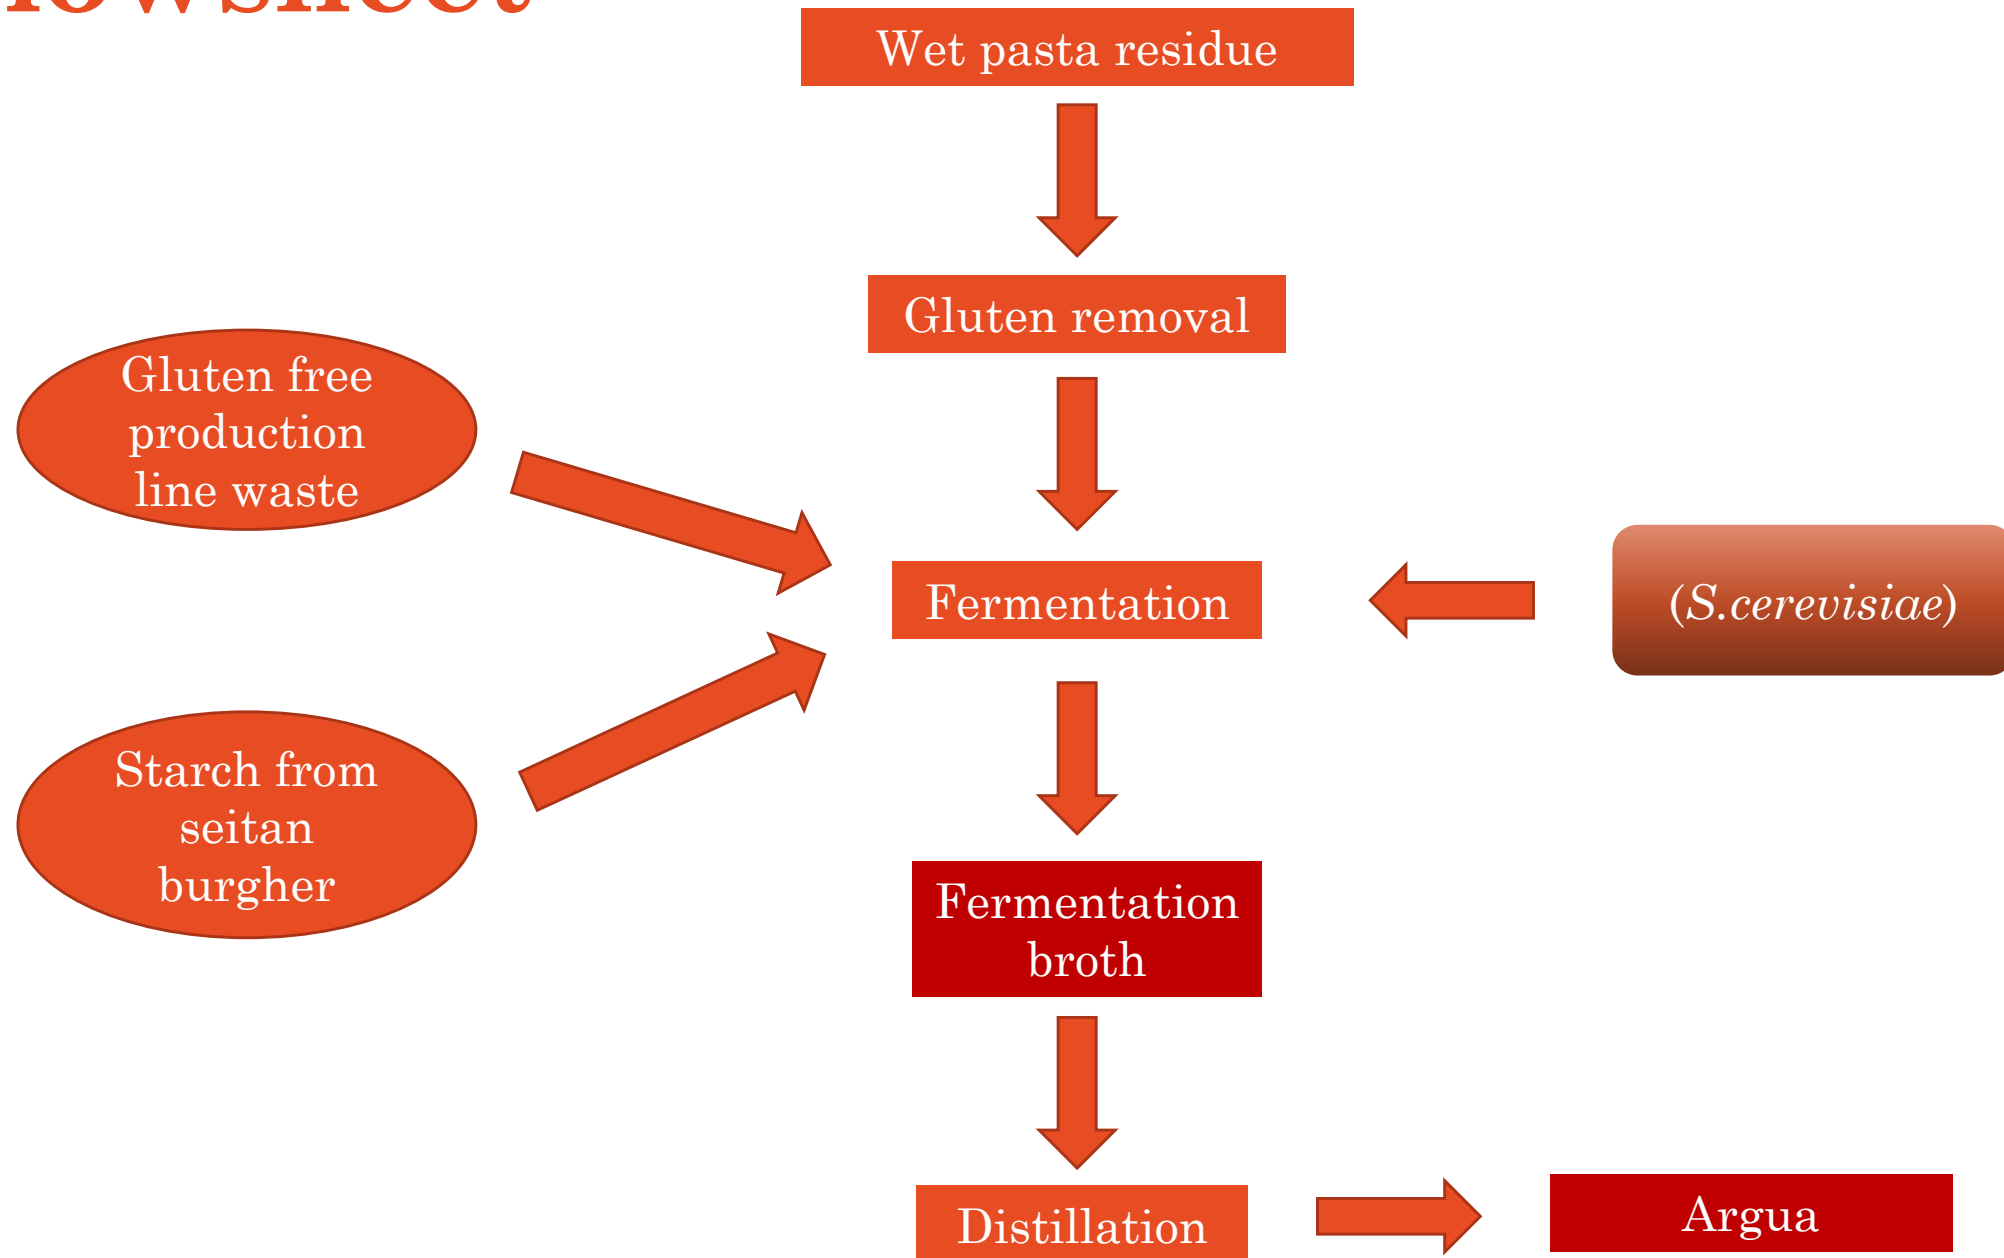 Wet pasta residue
Gluten removal
Gluten free
production
line waste
Fermentation
(S.cerevisiae)
Starch from
seitan
burgher
Fermentation
broth
Distillation
Argua